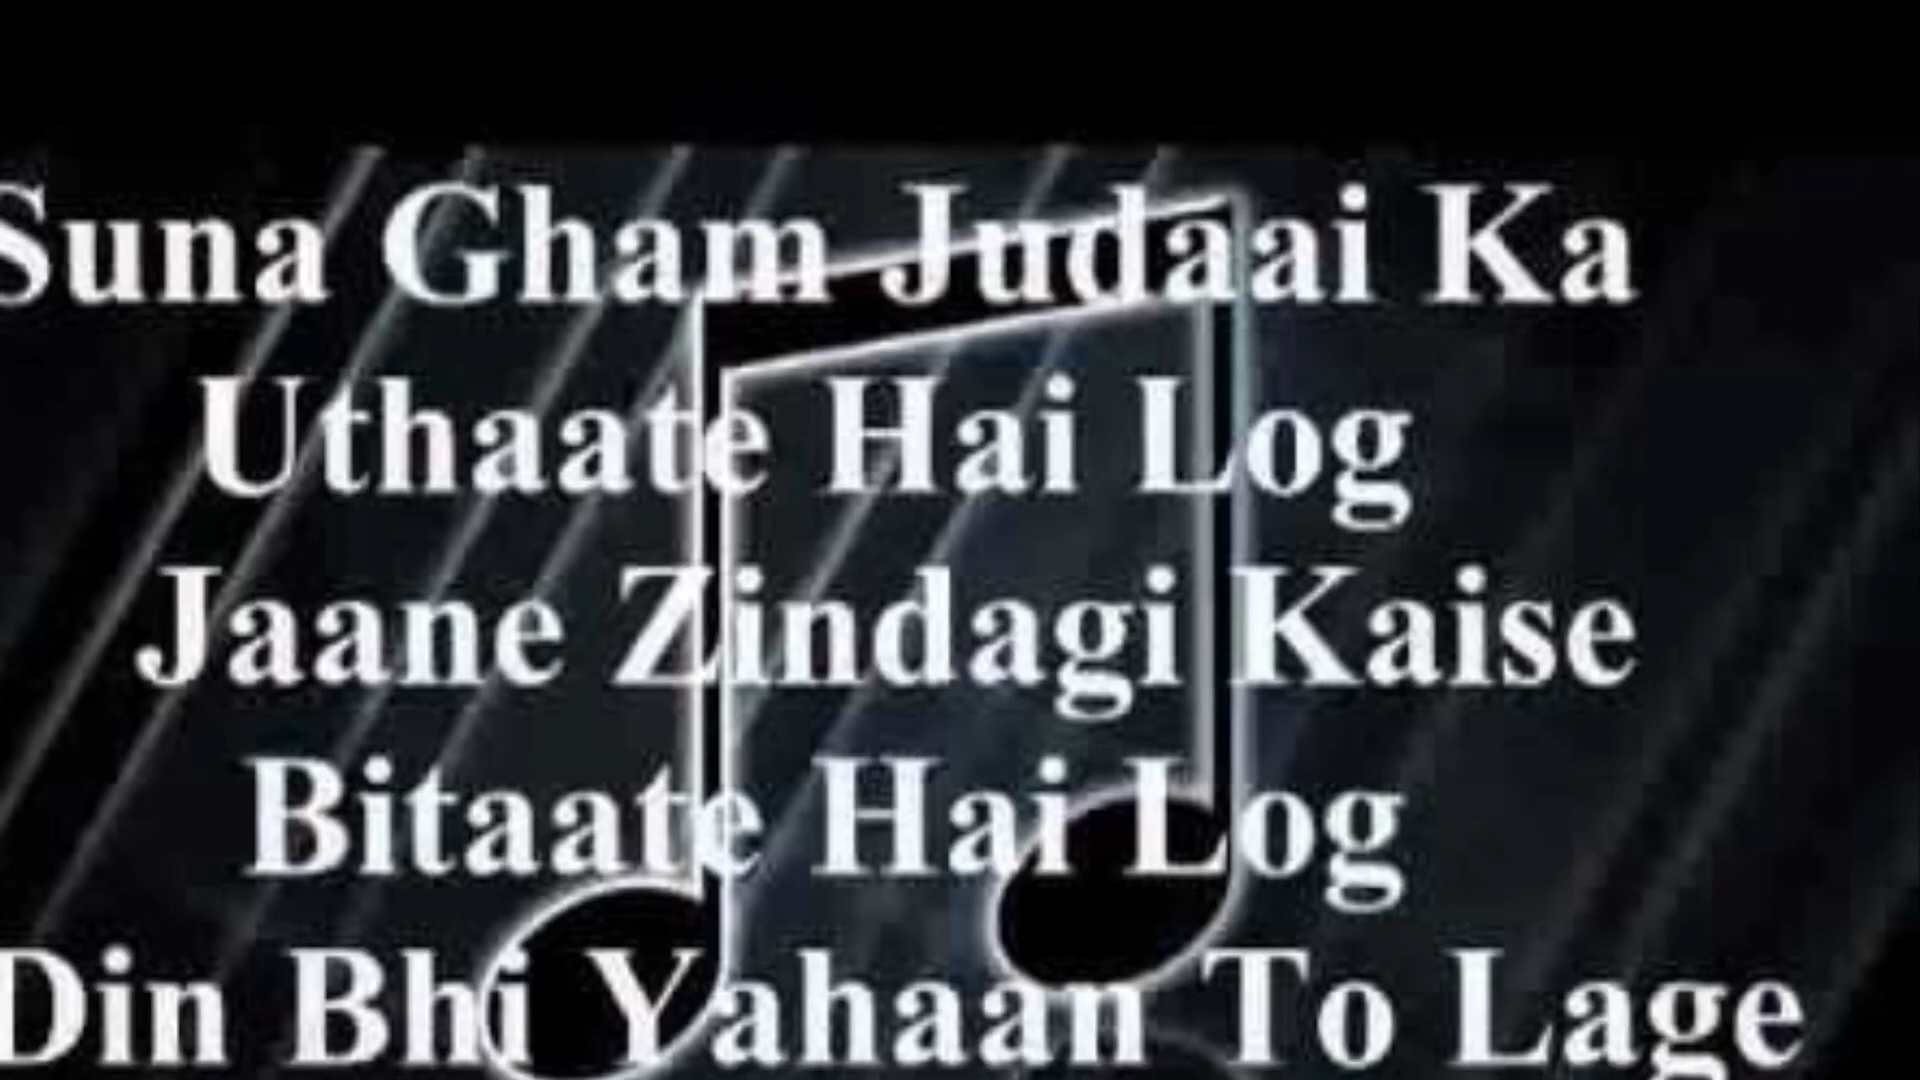 Suna Gham Judaai Ka
Uthaate Hai Log
Jaane Zindagi Kaise
Bitaate Hai Log
Din Bhi Yahaan To Lage